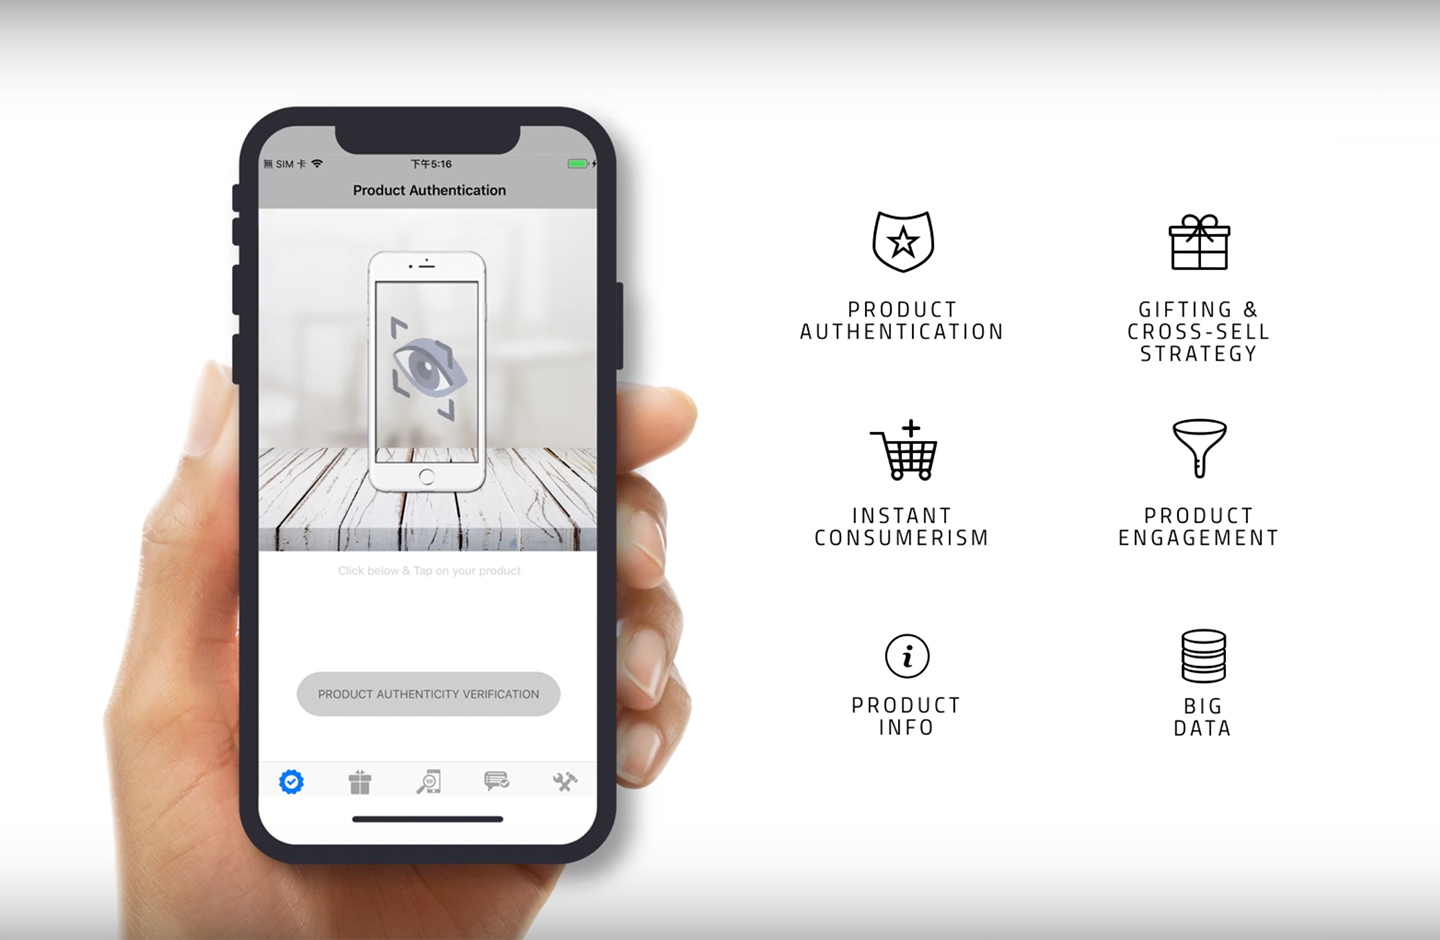 無 SIM 卡
下午5:16
Product Authentication
Click below & Tap on your product
PRODUCT AUTHENTICITY VERIFICATION
PRODUCT
AUTHENTICATION
GIFTING &
CROSS-SELL
STRATEGY
INSTANT
CONSUMERISM
PRODUCT
ENGAGEMENT
PRODUCT
INFO
BIG
DATA